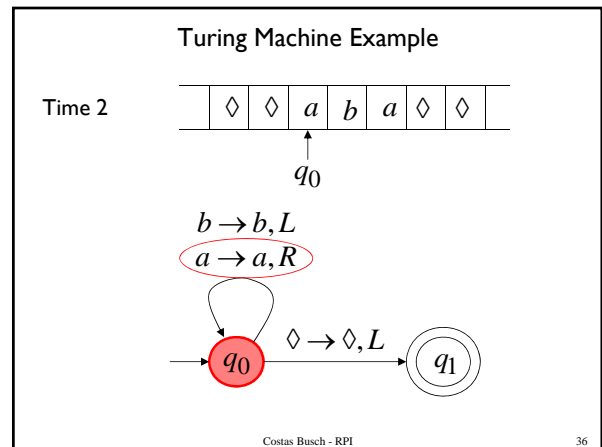 Turing Machine Example
Time 2
◊ ◊ a b a ◊ ◊
q0
b → b, L
a → a, R
q0 ◊ → ◊, L q1
Costas Busch - RPI 36